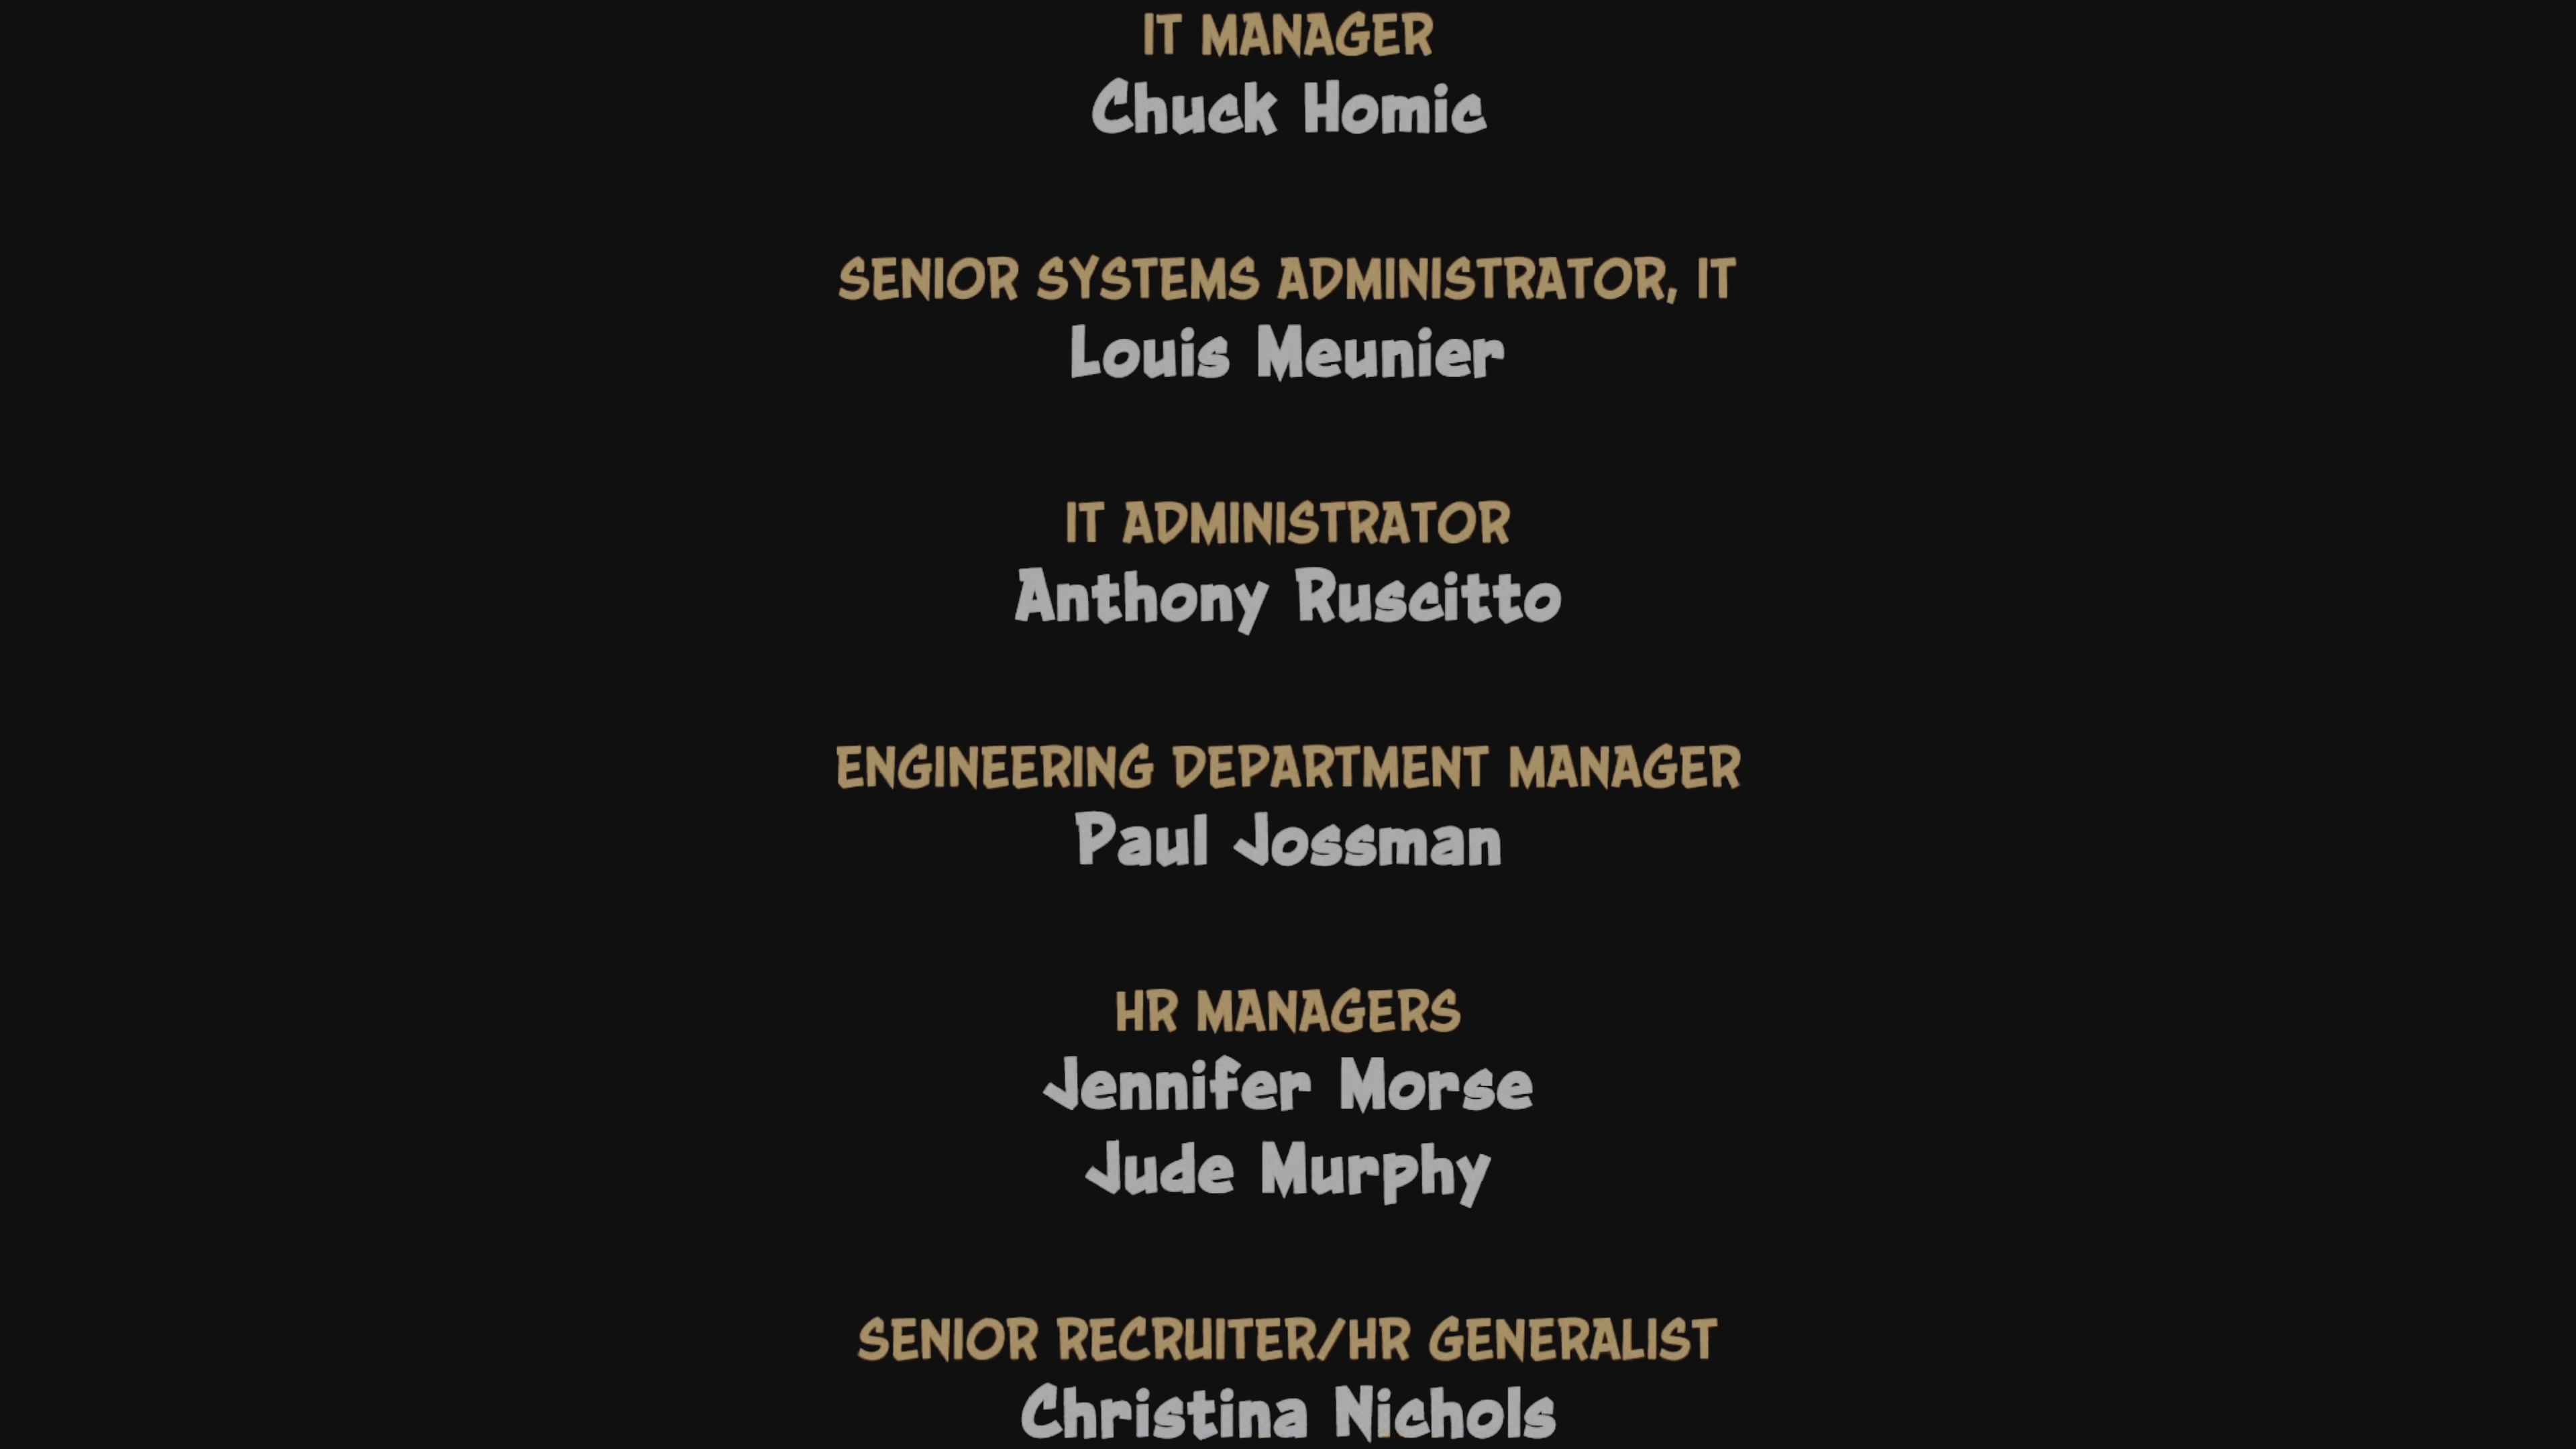 IT MANAGER
Chuck Homic
SENIOR SYSTEMS ADMINISTRATOR, IT
Louis Meunier
IT ADMINISTRATOR
Anthony Ruscitto
ENGINEERING DEPARTMENT MANAGER
Paul Jossman
HR MANAGERS
Jennifer Morse
Jude Murphy
SENIOR RECRUITER/HR GENERALIST
Christina Nichols